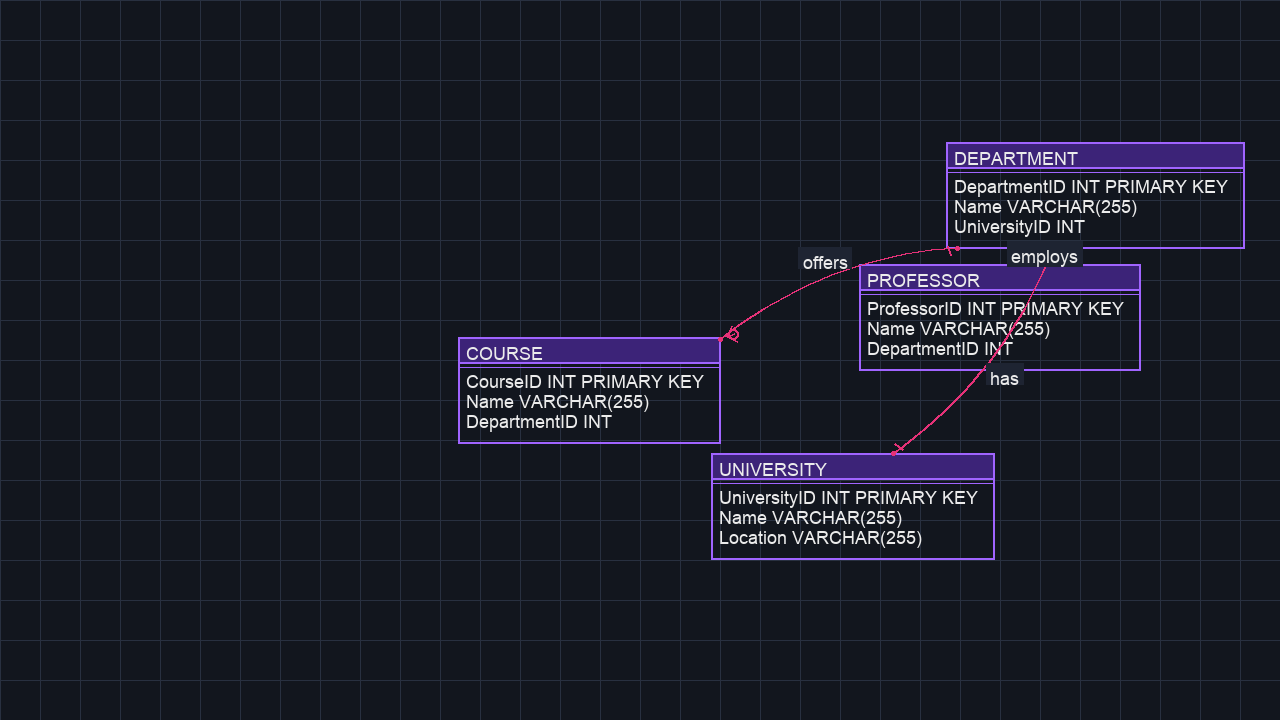 DEPARTMENT
DepartmentID INT PRIMARY KEY
Name VARCHAR(255)
UniversityID INT
employs
offers
PROFESSOR
ProfessorID INT PRIMARY KEY
Name VARCHAR(255)
DepartmentID INT
has
COURSE
CourseID INT PRIMARY KEY
Name VARCHAR(255)
DepartmentID INT
UNIVERSITY
UniversityID INT PRIMARY KEY
Name VARCHAR(255)
Location VARCHAR(255)